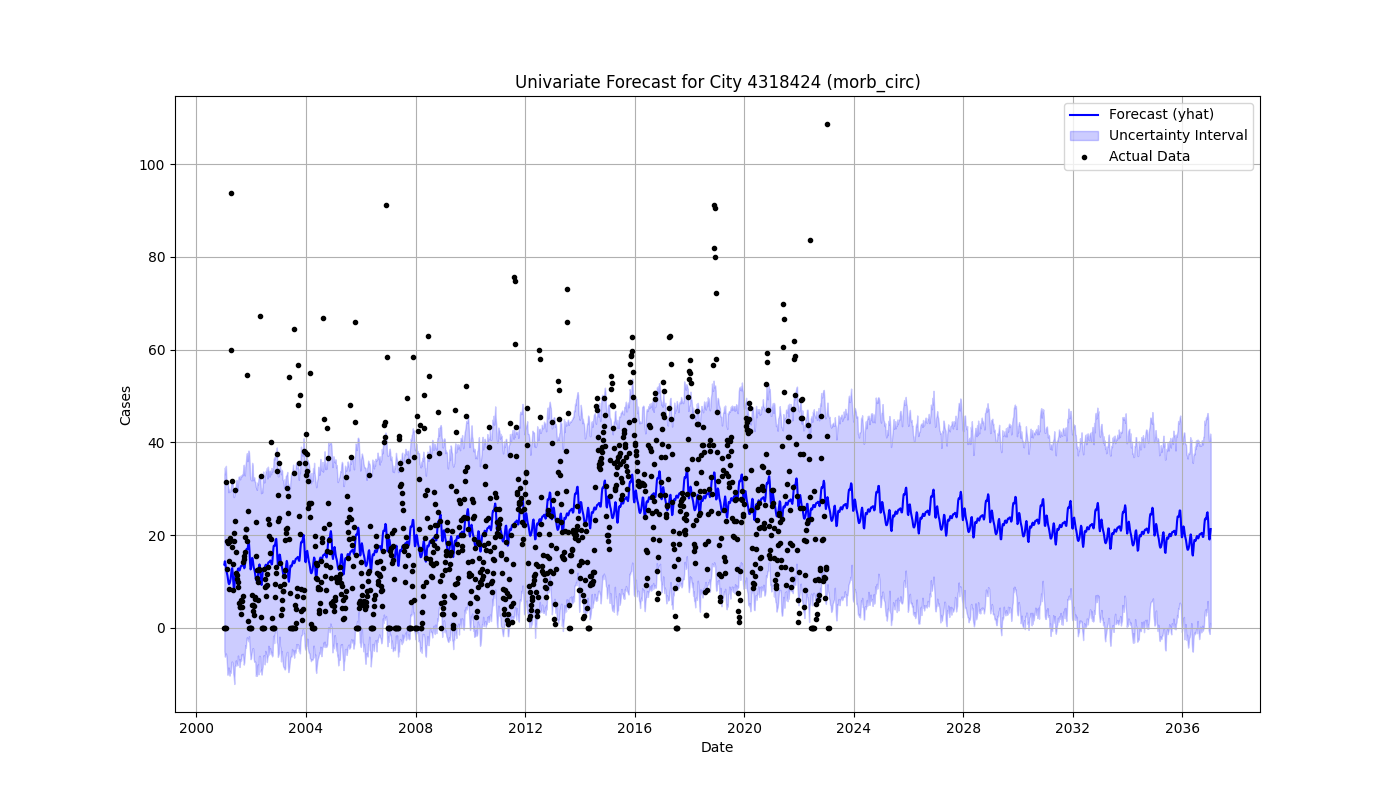 Univariate Forecast for City 4318424 (morb_circ)
Forecast (yhat)
Uncertainty Interval
Actual Data
Cases
100
80
60
40
20
0
2000 2004 2008 2012 2016 2020 2024 2028 2032 2036
Date